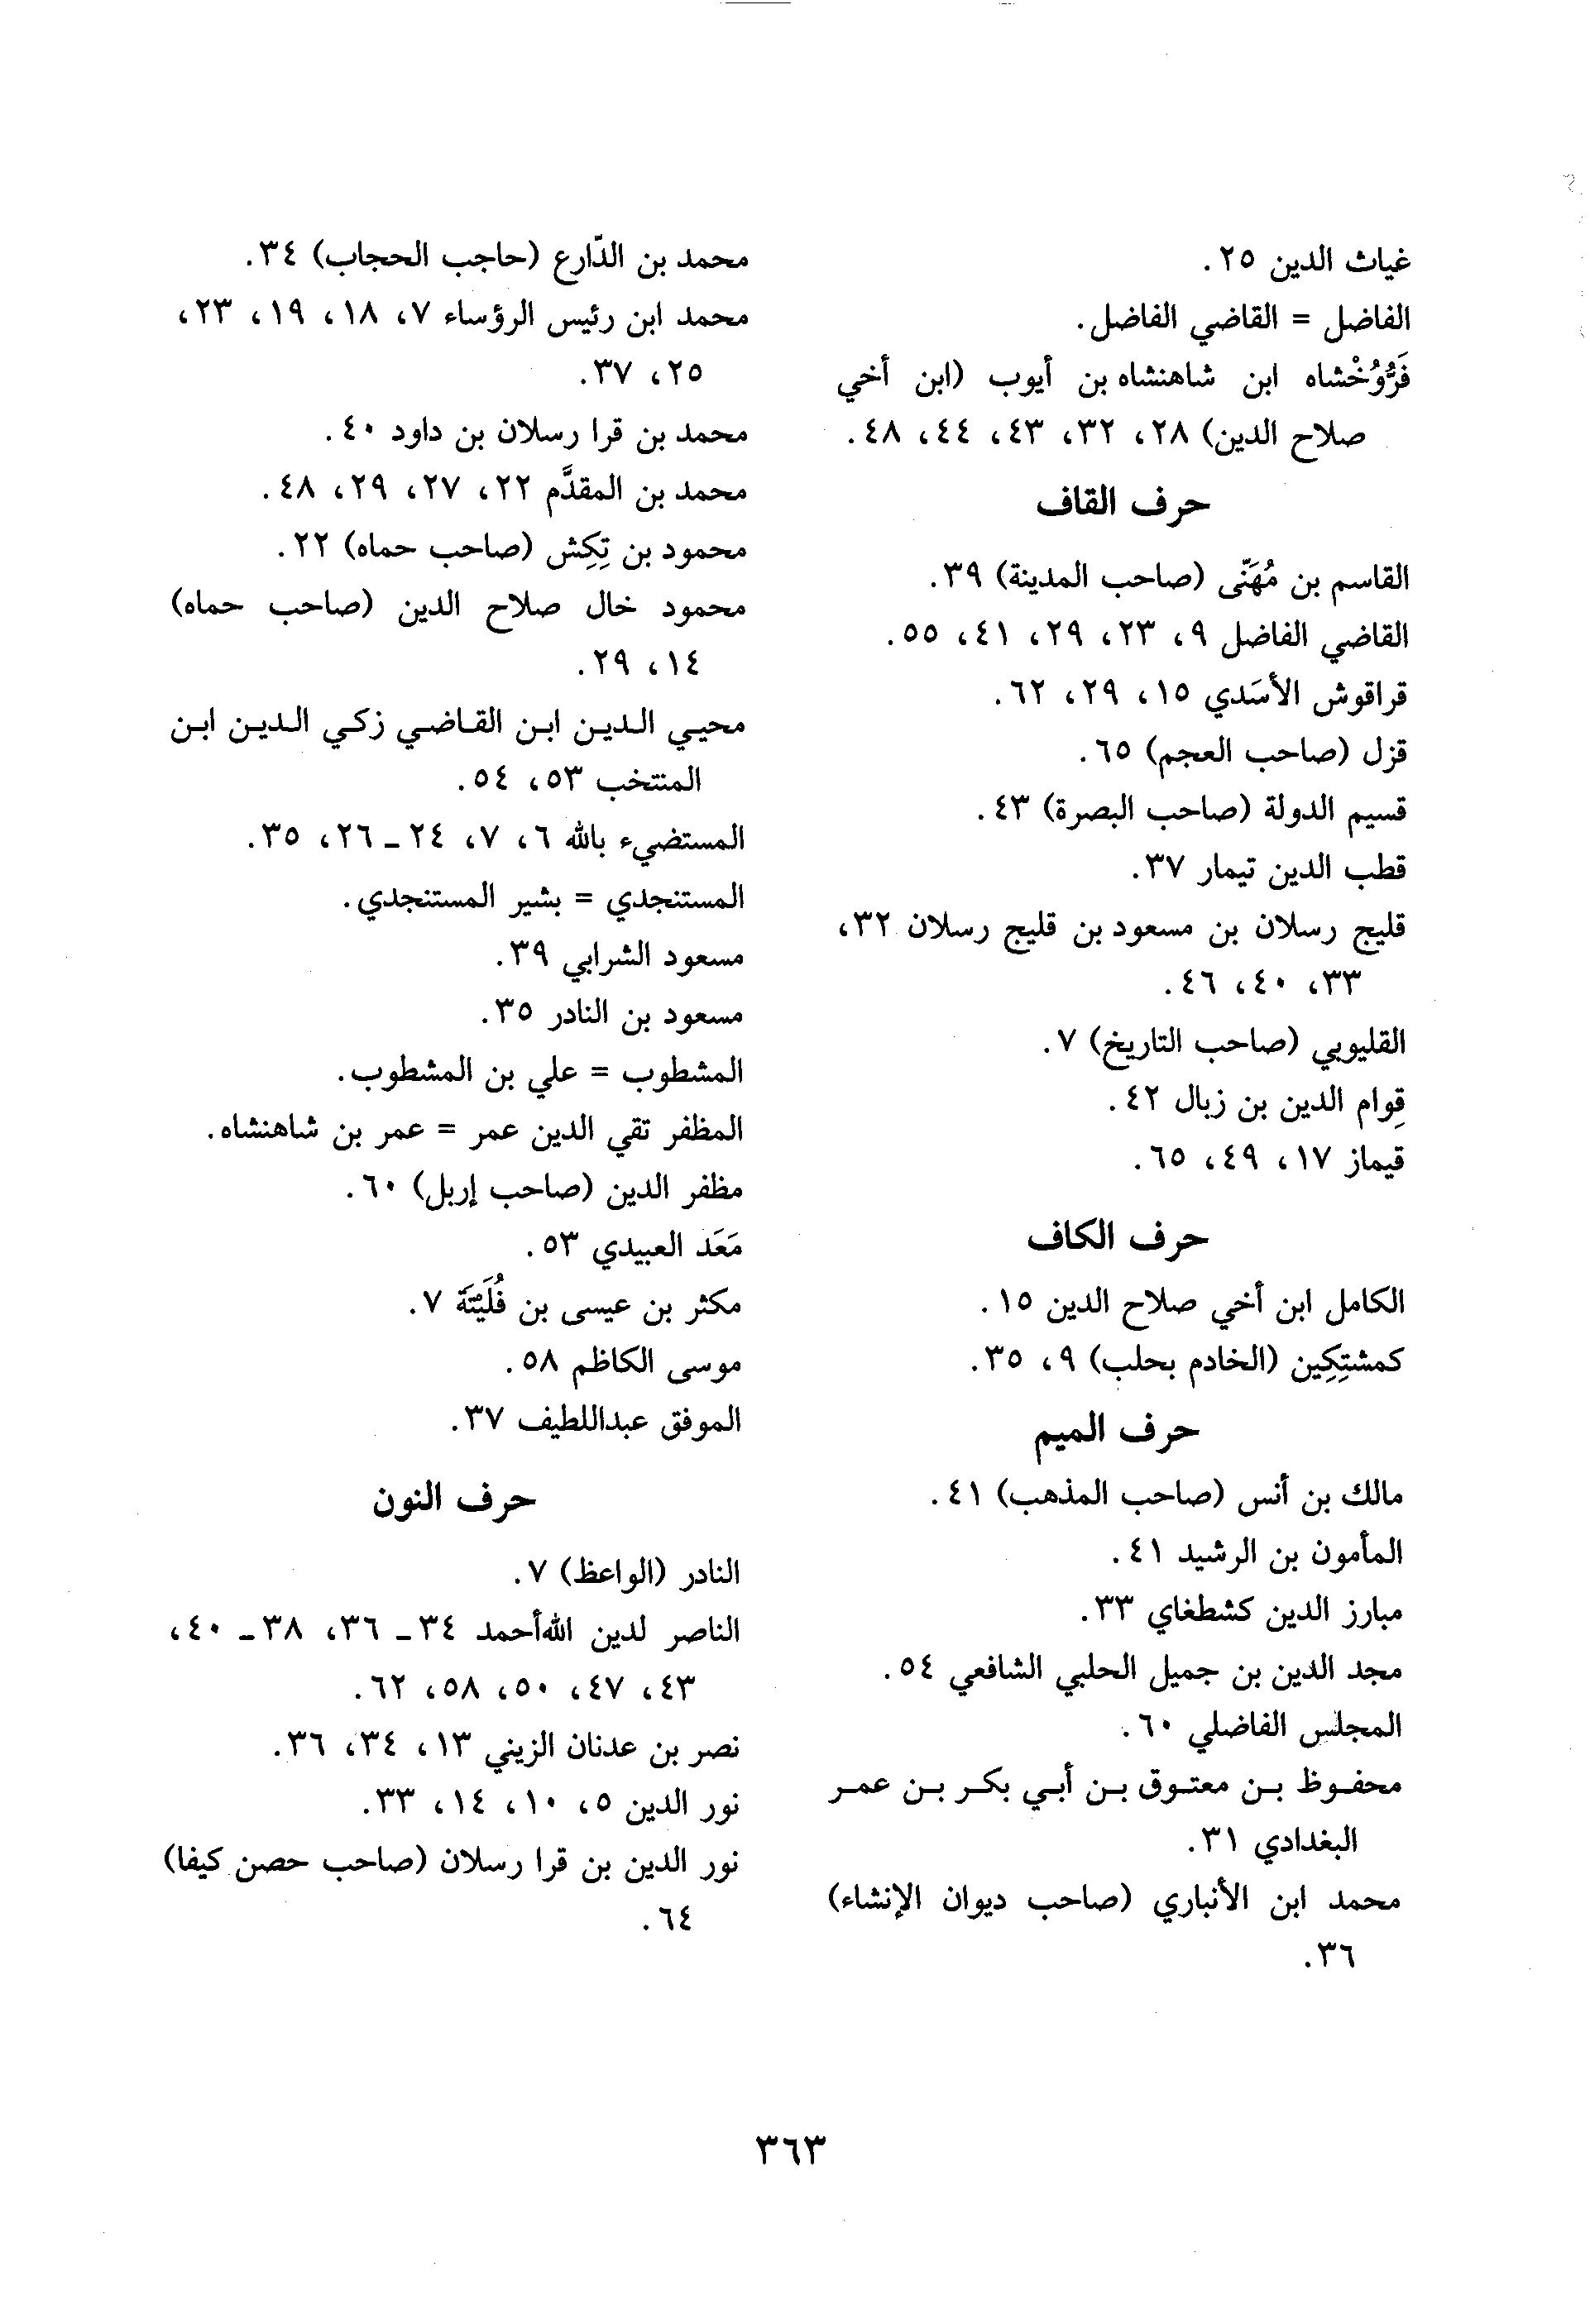 غياث الدين ٢٥.
الفاضل = القاضي الفاضل.
فَرُّوُخْشاه ابن شاهنشاه بن أيوب (ابن أخي
صلاح الدين) ٢٨، ٣٢، ٤٣، ٤٤، ٤٨.
حرف القاف
القاسم بن مُهَنّى (صاحب المدينة) ٣٩.
القاضي الفاضل ٩، ٢٣، ٢٩، ٤١، ٥٥.
قراقوش الأسَدي ١٥، ٢٩، ٦٢.
قزل (صاحب العجم) ٦٥.
قسيم الدولة (صاحب البصرة) ٤٣.
قطب الدين تيمار ٣٧.
قليج رسلان بن مسعود بن قليج رسلان ٣٢،
٣٣، ٤٠، ٤٦.
القليوبي (صاحب التاريخ) ٧.
قِوام الدين بن زبال ٤٢.
قيماز ١٧، ٤٩، ٦٥.
حرف الكاف
الكامل ابن أخي صلاح الدين ١٥.
كمشتِكِين (الخادم بحلب) ٩، ٣٥.
حرف الميم
مالك بن أنس (صاحب المذهب) ٤١.
المأمون بن الرشيد ٤١.
مبارز الدين كشطغاي ٣٣.
مجد الدين بن جميل الحلبي الشافعي ٥٤.
المجلس الفاضلي ٦٠.
محفوظ بن معتوق بن أبي بكر بن عمر
البغدادي ٣١.
محمد ابن الأنباري (صاحب ديوان الإنشاء)
٣٦.
محمد بن الدّارع (حاجب الحجاب) ٣٤.
محمد ابن رئيس الرؤساء ٧، ١٨، ١٩، ٢٣،
٢٥، ٣٧.
محمد بن قرا رسلان بن داود ٤٠.
محمد بن المقدَّم ٢٢، ٢٧، ٢٩، ٤٨.
محمود بن تِكِش (صاحب حماه) ٢٢.
محمود خال صلاح الدين (صاحب حماه)
١٤، ٢٩.
محيي الدين ابن القاضي زكي الدين ابن
المنتخب ٥٣، ٥٤.
المستضيء بالله ٦، ٧، ٢٤ - ٢٦، ٣٥.
المستنجدي = بشير المستنجدي.
مسعود الشرابي ٣٩.
مسعود بن النادر ٣٥.
المشطوب = علي بن المشطوب.
المظفر تقي الدين عمر = عمر بن شاهنشاه.
مظفر الدين (صاحب إربل) ٦٠.
مَعَد العبيدي ٥٣.
مكثر بن عيسى بن فُلَيْتَة ٧.
موسى الكاظم ٥٨.
الموفق عبداللطيف ٣٧.
حرف النون
النادر (الواعظ) ٧.
الناصر لدين الله أحمد ٣٤ - ٣٦، ٣٨ - ٤٠،
٤٣، ٤٧، ٥٠، ٥٨، ٦٢.
نصر بن عدنان الزيني ١٣، ٣٤، ٣٦.
نور الدين ٥، ١٠، ١٤، ٣٣.
نور الدين بن قرا رسلان (صاحب حصن كيفا)
٦٤.
٣٦٣